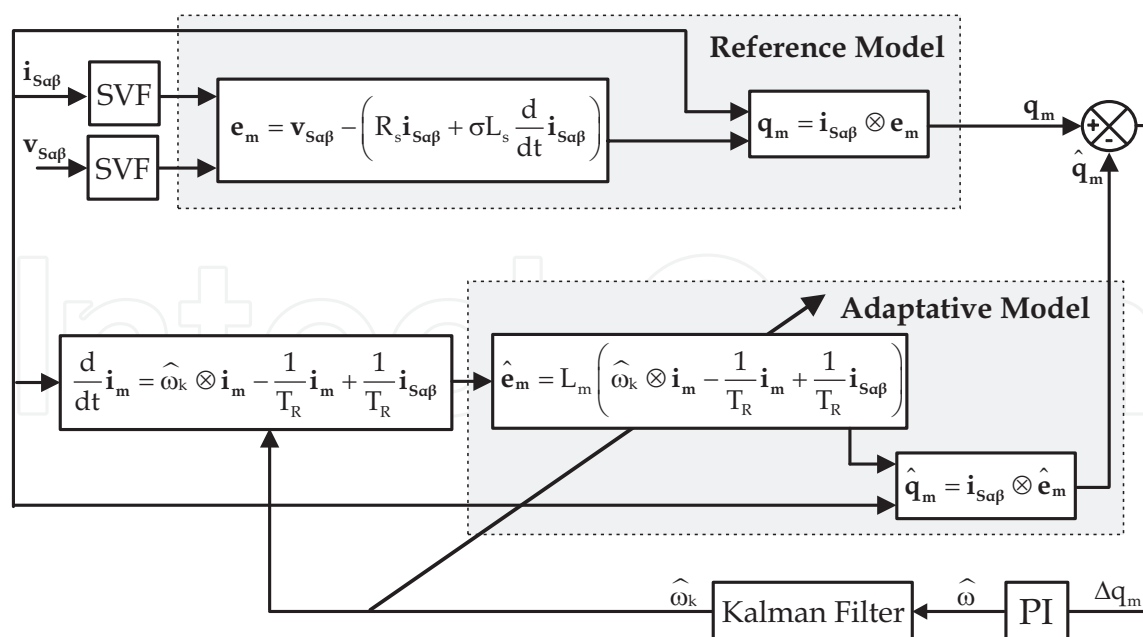 Reference Model
i_Sαβ
SVF
v_Sαβ
SVF
e_m = v_Sαβ − (R_s i_Sαβ + σL_s d/dt i_Sαβ)
q_m = i_Sαβ ⊗ e_m
q_m
+
-
q̂_m
Adaptative Model
d/dt i_m = ω̂_k ⊗ i_m − 1/T_R i_m + 1/T_R i_Sαβ
ê_m = L_m (ω̂_k ⊗ i_m − 1/T_R i_m + 1/T_R i_Sαβ)
q̂_m = i_Sαβ ⊗ ê_m
ω̂_k
Kalman Filter
ω̂
PI
Δq_m